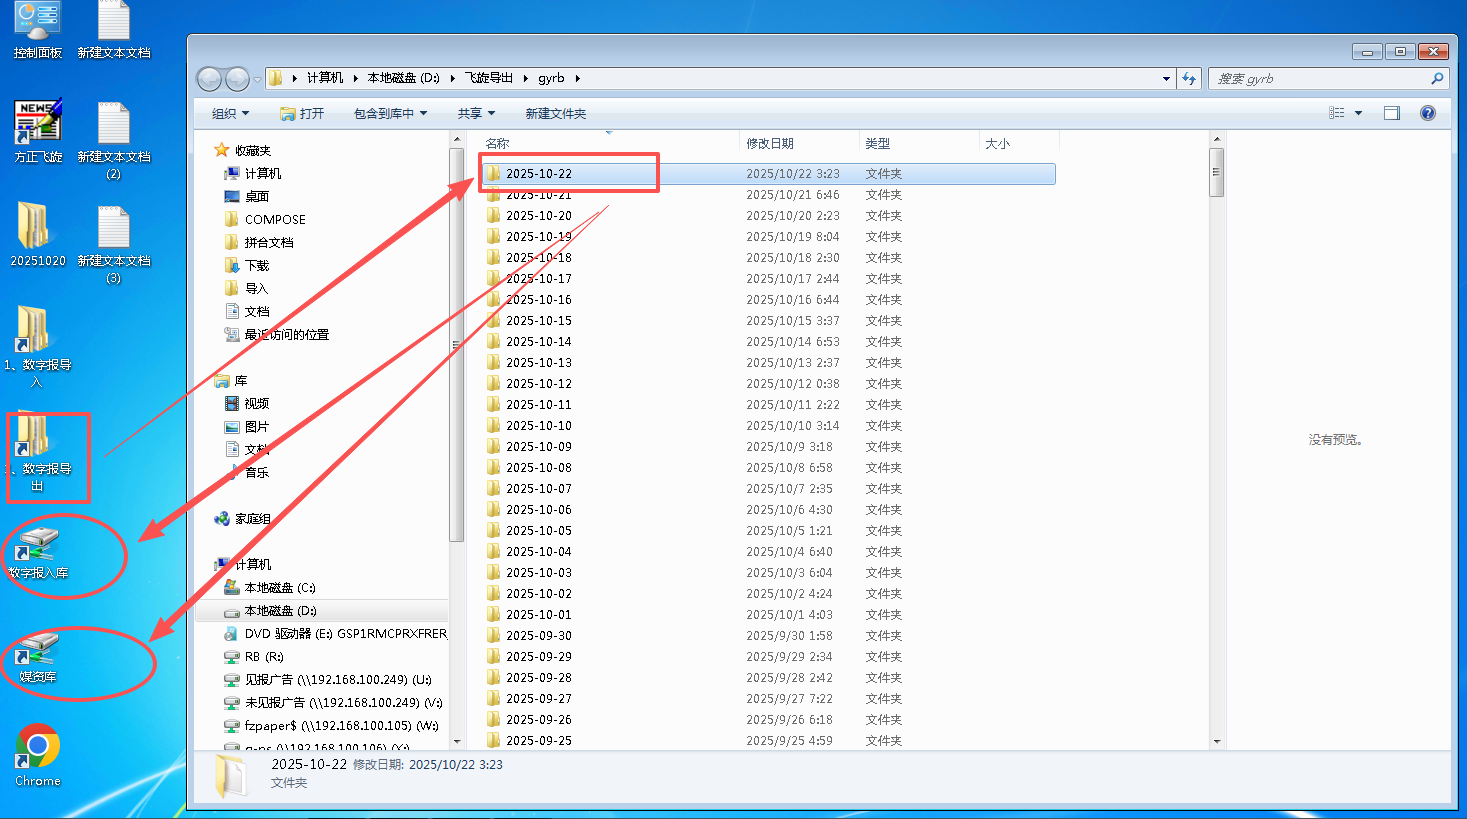 控制面板
新建文本文档
NEWS
方正飞旋
新建文本文档
(2)
20251020
新建文本文档
(3)
1、数字报导
入
、数字报导
出
数字报入库
媒资库
Chrome
计算机
本地磁盘 (D:)
飞旋导出
gyrb
搜索 gyrb
组织
打开
包含到库中
共享
新建文件夹
收藏夹
计算机
桌面
COMPOSE
拼合文档
下载
导入
文档
最近访问的位置
库
视频
图片
文档
音乐
家庭组
计算机
本地磁盘 (C:)
本地磁盘 (D:)
DVD 驱动器 (E:) GSP1RMCPRXFRER
RB (R:)
见报广告 (\\192.168.100.249) (U:)
未见报广告 (\\192.168.100.249) (V:)
fzpaper$ (\\192.168.100.105) (W:)
(\\192.168.100.106) (X:)
名称 修改日期 类型 大小
2025-10-22 2025/10/22 3:23 文件夹
2025-10-21 2025/10/21 6:46 文件夹
2025-10-20 2025/10/20 2:23 文件夹
2025-10-19 2025/10/19 8:04 文件夹
2025-10-18 2025/10/18 2:30 文件夹
2025-10-17 2025/10/17 2:44 文件夹
2025-10-16 2025/10/16 6:44 文件夹
2025-10-15 2025/10/15 3:37 文件夹
2025-10-14 2025/10/14 6:53 文件夹
2025-10-13 2025/10/13 2:37 文件夹
2025-10-12 2025/10/12 0:38 文件夹
2025-10-11 2025/10/11 2:22 文件夹
2025-10-10 2025/10/10 3:14 文件夹
2025-10-09 2025/10/9 3:18 文件夹
2025-10-08 2025/10/8 6:58 文件夹
2025-10-07 2025/10/7 2:35 文件夹
2025-10-06 2025/10/6 4:30 文件夹
2025-10-05 2025/10/5 1:21 文件夹
2025-10-04 2025/10/4 6:40 文件夹
2025-10-03 2025/10/3 6:04 文件夹
2025-10-02 2025/10/2 4:24 文件夹
2025-10-01 2025/10/1 4:03 文件夹
2025-09-30 2025/9/30 1:58 文件夹
2025-09-29 2025/9/29 2:34 文件夹
2025-09-28 2025/9/28 2:42 文件夹
2025-09-27 2025/9/27 7:22 文件夹
2025-09-26 2025/9/26 6:18 文件夹
2025-09-25 2025/9/25 4:59 文件夹
没有预览。
2025-10-22 修改日期: 2025/10/22 3:23
文件夹